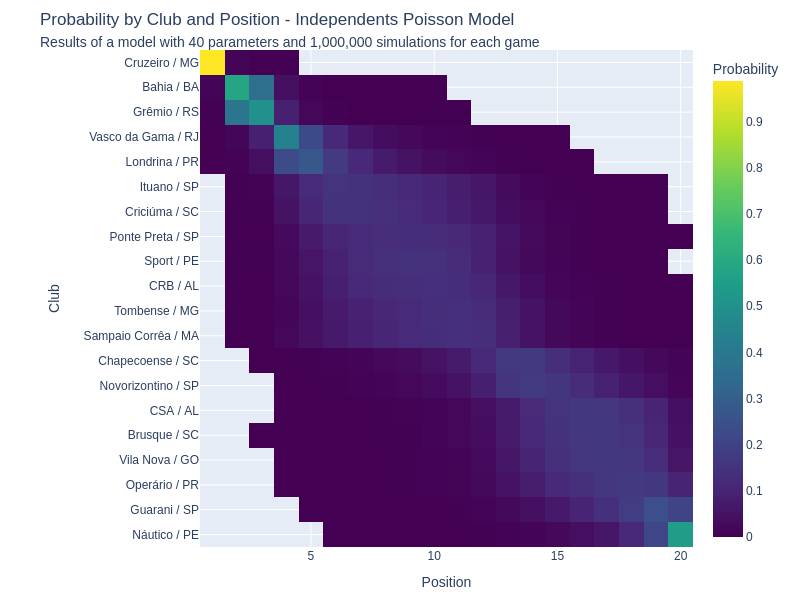 Probability by Club and Position - Independents Poisson Model
Results of a model with 40 parameters and 1,000,000 simulations for each game
Probability
Cruzeiro / MG
Bahia / BA
Grêmio / RS
Vasco da Gama / RJ
Londrina / PR
Ituano / SP
Criciúma / SC
Ponte Preta / SP
Sport / PE
CRB / AL
Tombense / MG
Sampaio Corrêa / MA
Chapecoense / SC
Novorizontino / SP
CSA / AL
Brusque / SC
Vila Nova / GO
Operário / PR
Guarani / SP
Náutico / PE
Club
5
10
15
20
Position
0.9
0.8
0.7
0.6
0.5
0.4
0.3
0.2
0.1
0